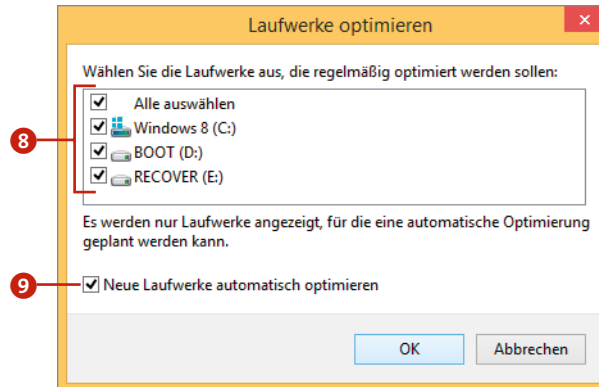 Laufwerke optimieren
Wählen Sie die Laufwerke aus, die regelmäßig optimiert werden sollen:
Alle auswählen
8
Windows 8 (C:)
BOOT (D:)
RECOVER (E:)
Es werden nur Laufwerke angezeigt, für die eine automatische Optimierung
geplant werden kann.
9
Neue Laufwerke automatisch optimieren
OK
Abbrechen